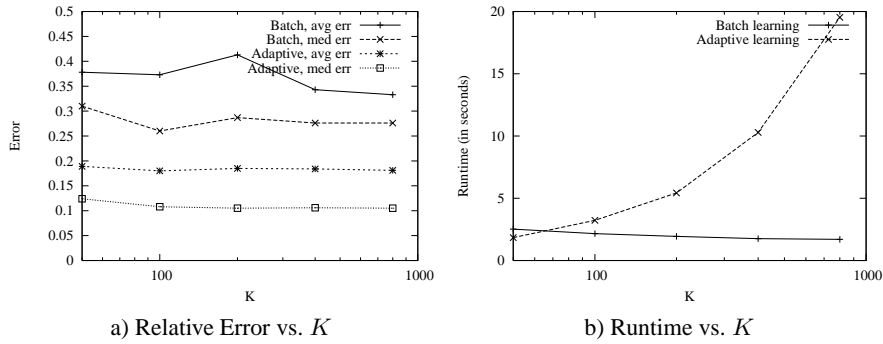 0.5
0.45
0.4
0.35
0.3
0.25
0.2
0.15
0.1
0.05
0
Error
100
1000
K
Batch, avg err
Batch, med err
Adaptive, avg err
Adaptive, med err
a) Relative Error vs. K
20
15
10
5
0
Runtime (in seconds)
100
1000
K
Batch learning
Adaptive learning
b) Runtime vs. K